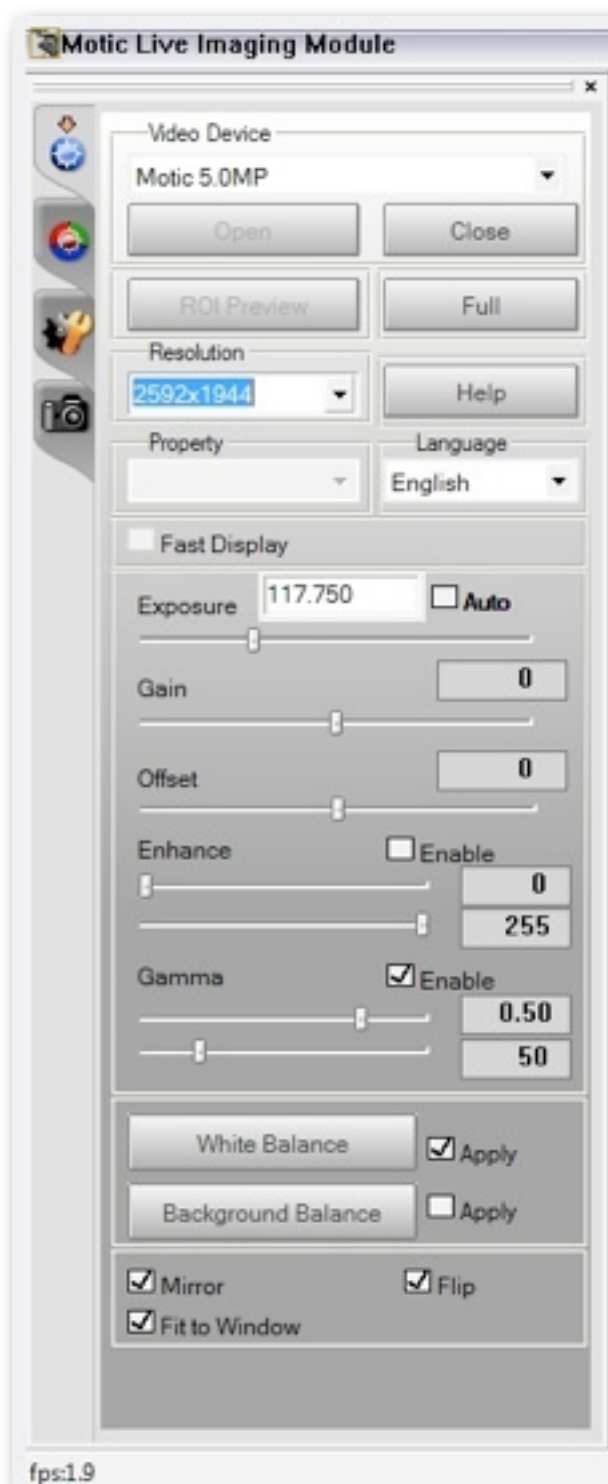 Motic Live Imaging Module
Video Device
Motic 5.0MP
Open Close
ROI Preview Full
Resolution
2592x1944 Help
Property Language
English
Fast Display
Exposure 117.750 Auto
Gain 0
Offset 0
Enhance Enable
0
255
Gamma Enable
0.50
50
White Balance Apply
Background Balance Apply
Mirror Flip
Fit to Window
fps:1.9